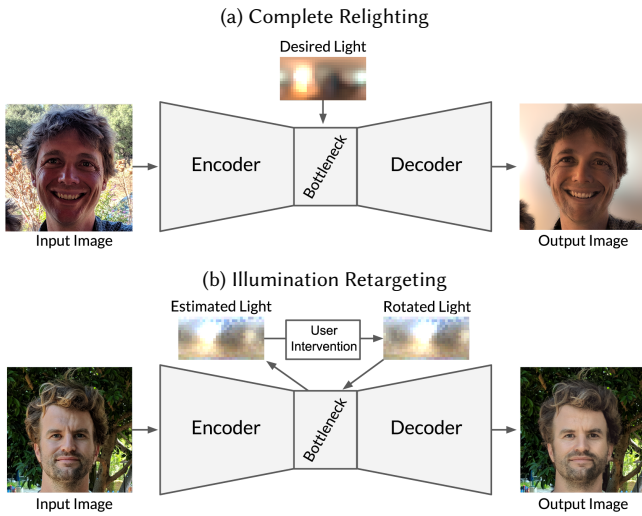 (a) Complete Relighting
Desired Light
Encoder
Bottleneck
Decoder
Input Image
Output Image
(b) Illumination Retargeting
Estimated Light
Rotated Light
User
Intervention
Encoder
Bottleneck
Decoder
Input Image
Output Image